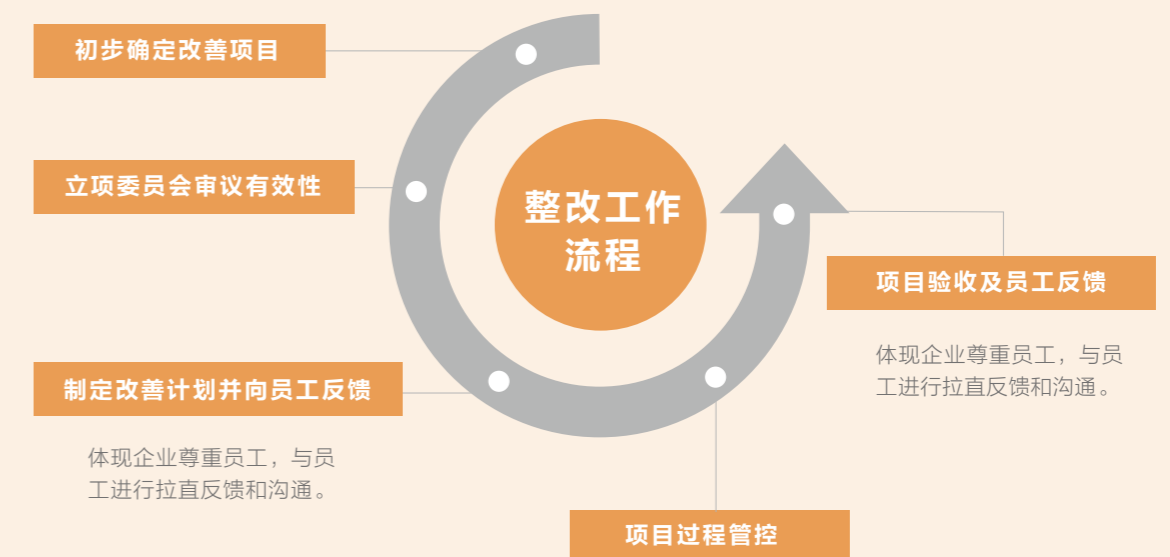 初步确定改善项目
立项委员会审议有效性
整改工作
流程
制定改善计划并向员工反馈
体现企业尊重员工，与员
工进行拉直反馈和沟通。
项目过程管控
项目验收及员工反馈
体现企业尊重员工，与员
工进行拉直反馈和沟通。